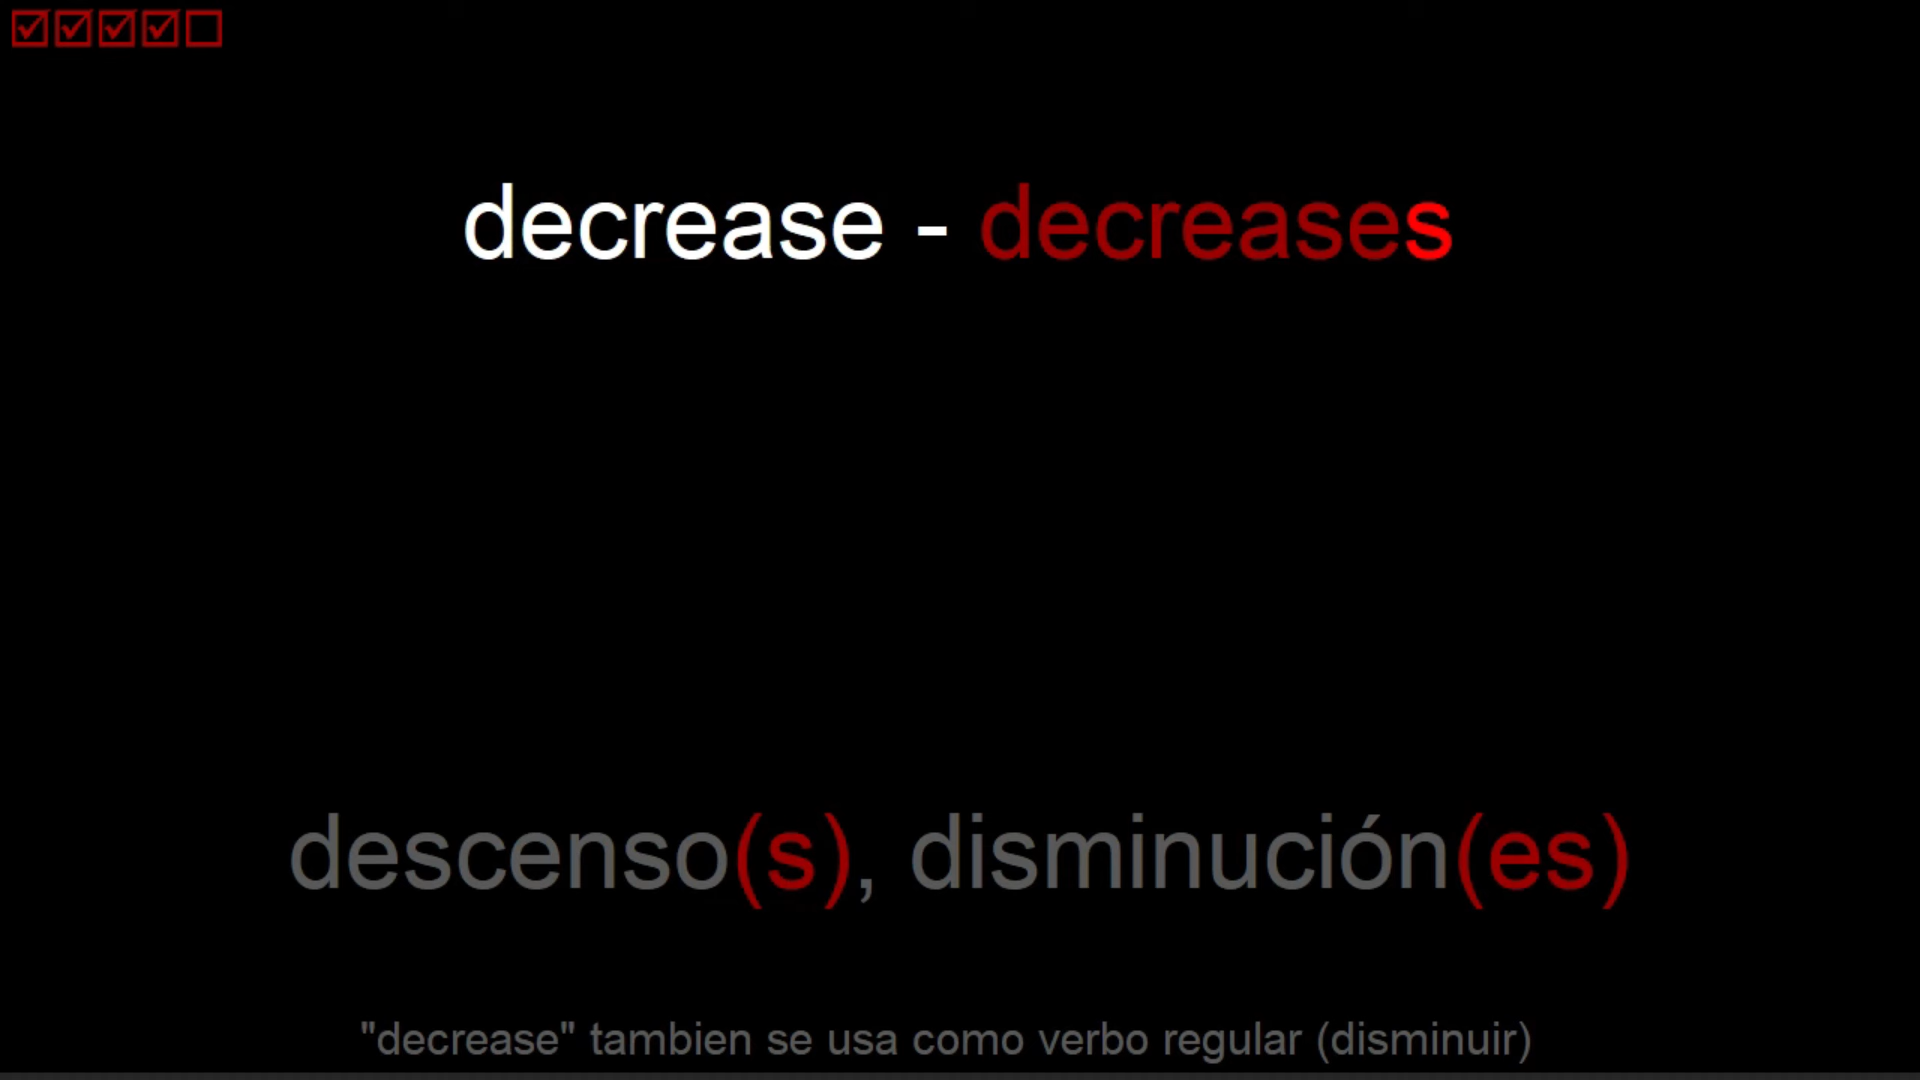 decrease - decreases
descenso(s), disminución(es)
"decrease" tambien se usa como verbo regular (disminuir)